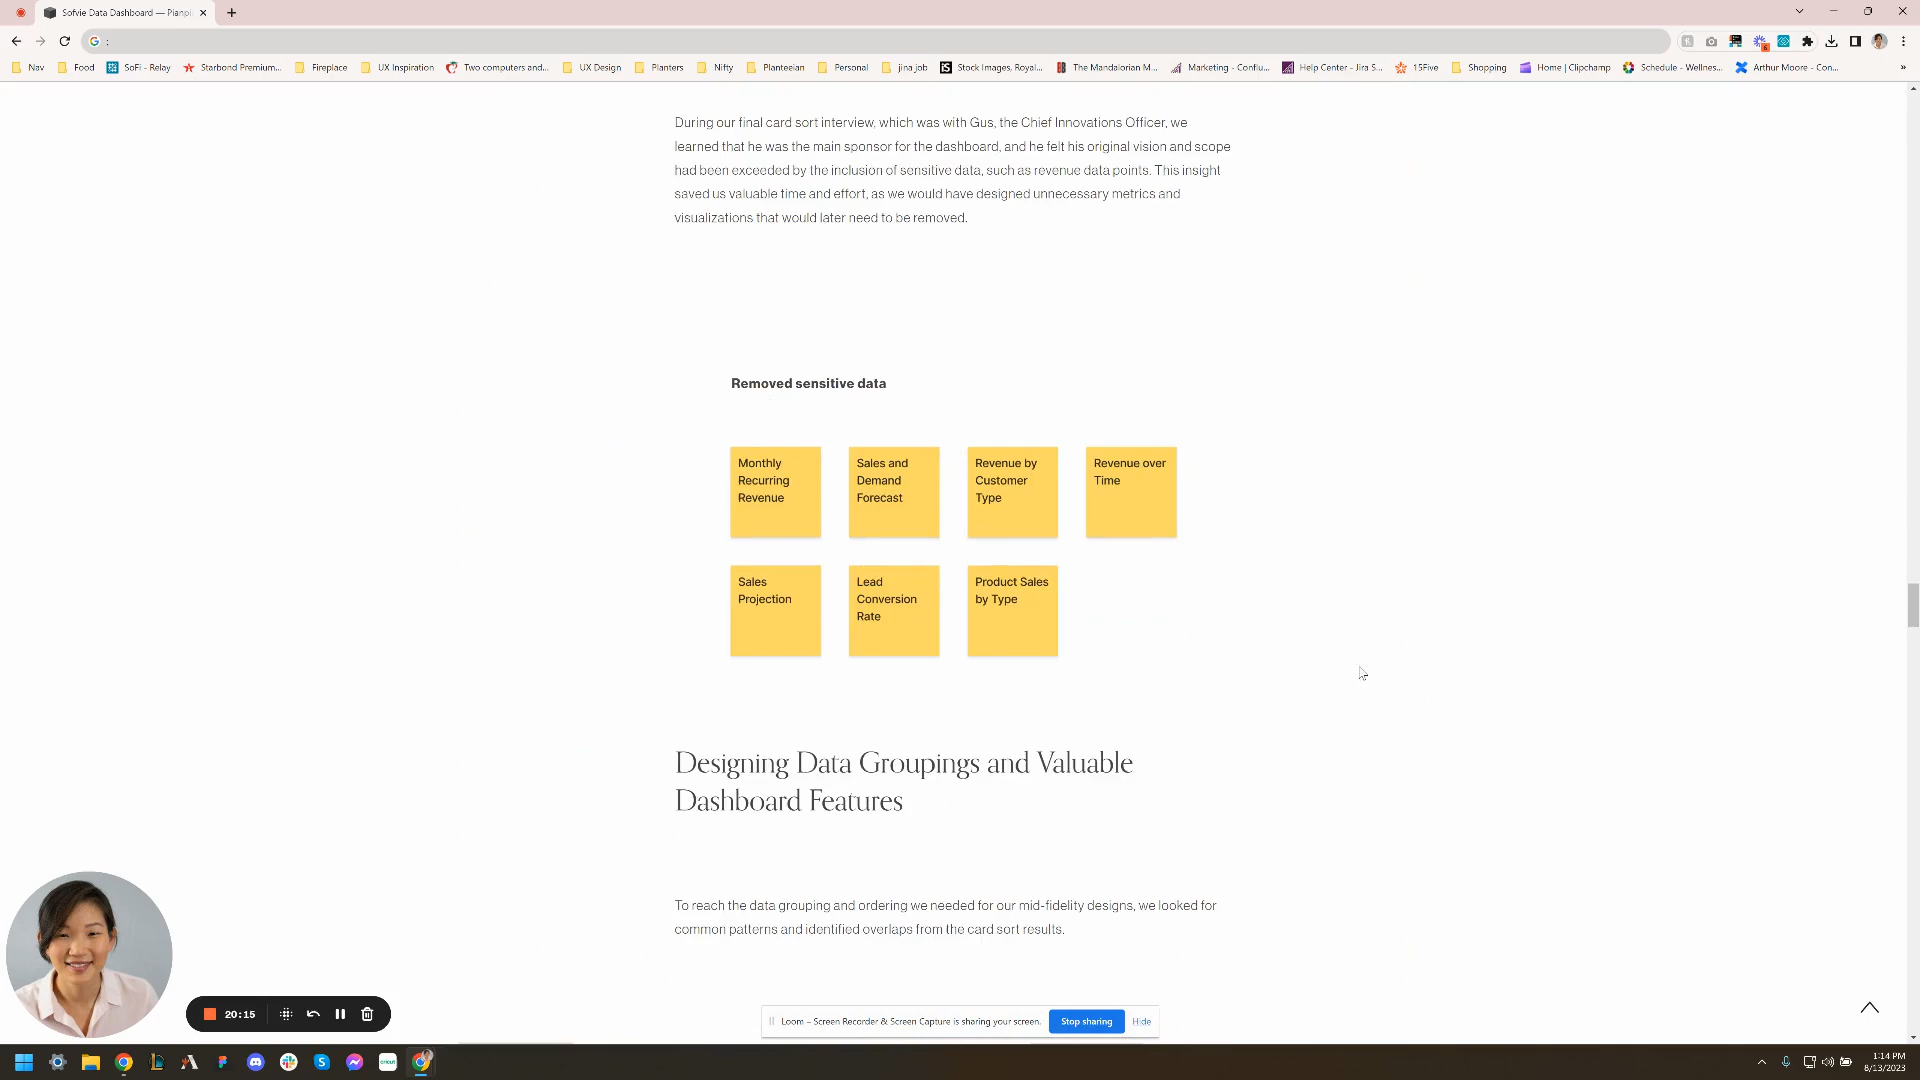 Sofvie Data Dashboard — Pianpi
:
Nav
Food
SoFi - Relay
Starbond Premium...
Fireplace
UX Inspiration
Two computers and...
UX Design
Planters
Nifty
Planteeian
Personal
jina job
Stock Images, Royal...
The Mandalorian M...
Marketing - Conflu...
Help Center - Jira S...
15Five
Shopping
Home | Clipchamp
Schedule - Wellnes...
Arthur Moore - Con...
»
During our final card sort interview, which was with Gus, the Chief Innovations Officer, we
learned that he was the main sponsor for the dashboard, and he felt his original vision and scope
had been exceeded by the inclusion of sensitive data, such as revenue data points. This insight
saved us valuable time and effort, as we would have designed unnecessary metrics and
visualizations that would later need to be removed.
Removed sensitive data
Monthly
Recurring
Revenue
Sales and
Demand
Forecast
Revenue by
Customer
Type
Revenue over
Time
Sales
Projection
Lead
Conversion
Rate
Product Sales
by Type
Designing Data Groupings and Valuable
Dashboard Features
To reach the data grouping and ordering we needed for our mid-fidelity designs, we looked for
common patterns and identified overlaps from the card sort results.
20:15
Loom – Screen Recorder & Screen Capture is sharing your screen.
Stop sharing
Hide
1:14 PM
8/13/2023